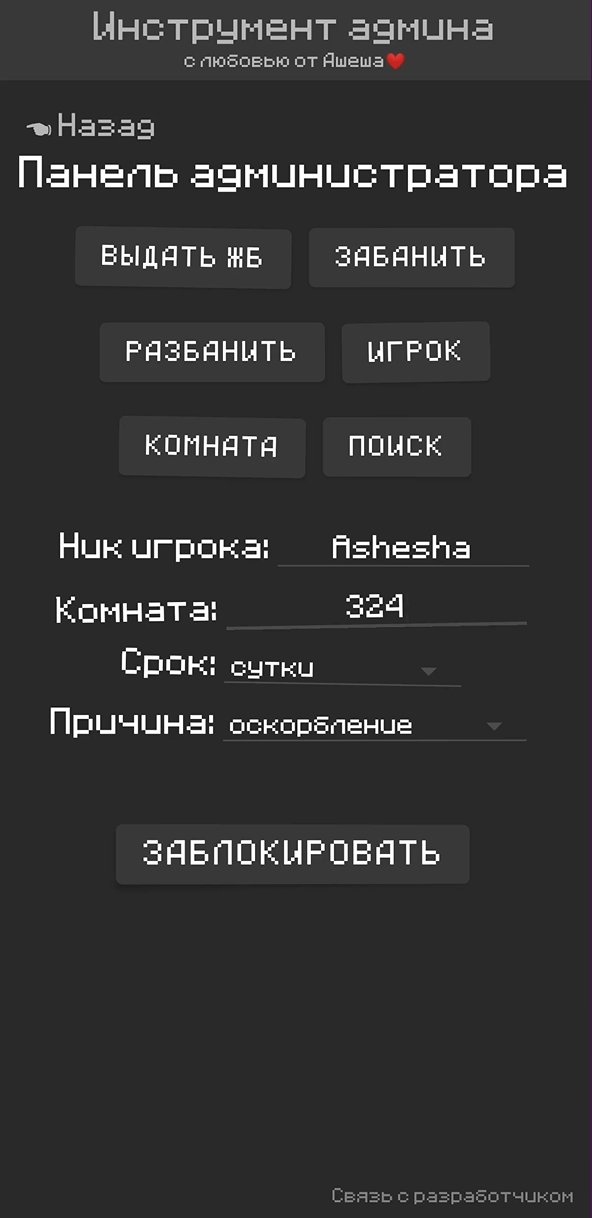 Инструмент админа
с любовью от Ашеша❤️
Назад
Панель администратора
ВЫДАТЬ ЖБ ЗАБАНИТЬ
РАЗБАНИТЬ ИГРОК
КОМНАТА ПОИСК
Ник игрока: Ashesha
Комната: 324
Срок: сутки
Причина: оскорбление
ЗАБЛОКИРОВАТЬ
Связь с разработчиком